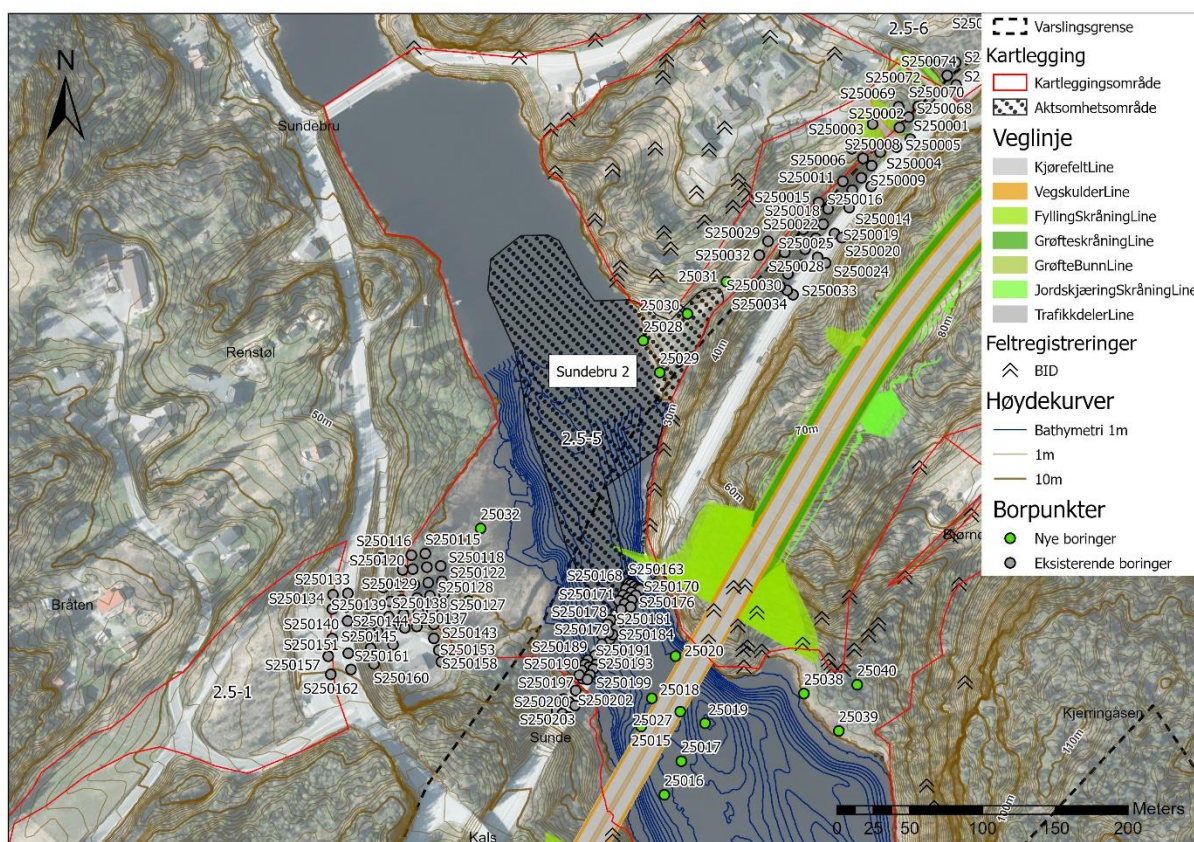 N
Sundebru
Renstøl
50m
Bråten
Sundebru 2
2.5-5
2.5-1
2.5-6
S250074
S250072
S250070
S250069
S250068
S250002
S250003
S250001
S250008
S250005
S250006
S250004
S250011
S250009
S250015
S250016
S250018
S250014
S250022
S250029
S250025
S250019
S250020
S250032
S250028
S250024
25031
S250030
S250033
S250034
25030
25028
25029
40m
30m
80m
70m
60m
25032
S250116
S250115
S250120
S250118
S250122
S250133
S250129
S250128
S250134
S250139
S250138
S250127
S250140
S250144
S250137
S250151
S250145
S250143
S250157
S250161
S250153
S250158
S250162
S250160
S250168
S250163
S250171
S250170
S250178
S250176
S250179
S250181
S250184
S250189
S250191
S250190
S250193
S250197
S250199
S250200
S250202
S250203
Sunde
Kals
25020
25018
25027
25019
25015
25017
25016
25038
25040
25039
Kjerringåsen
110m
100m
Varslingsgrense
Kartlegging
Kartleggingsområde
Aktsomhetsområde
Veglinje
KjørefeltLine
VegskulderLine
FyllingSkråningLine
GrøfteskråningLine
GrøfteBunnLine
JordskjæringSkråningLine
TrafikkdelerLine
Feltregistreringer
BID
Høydekurver
Bathymetri 1m
1m
10m
Borpunkter
Nye boringer
Eksisterende boringer
Meters
0 25 50 100 150 200